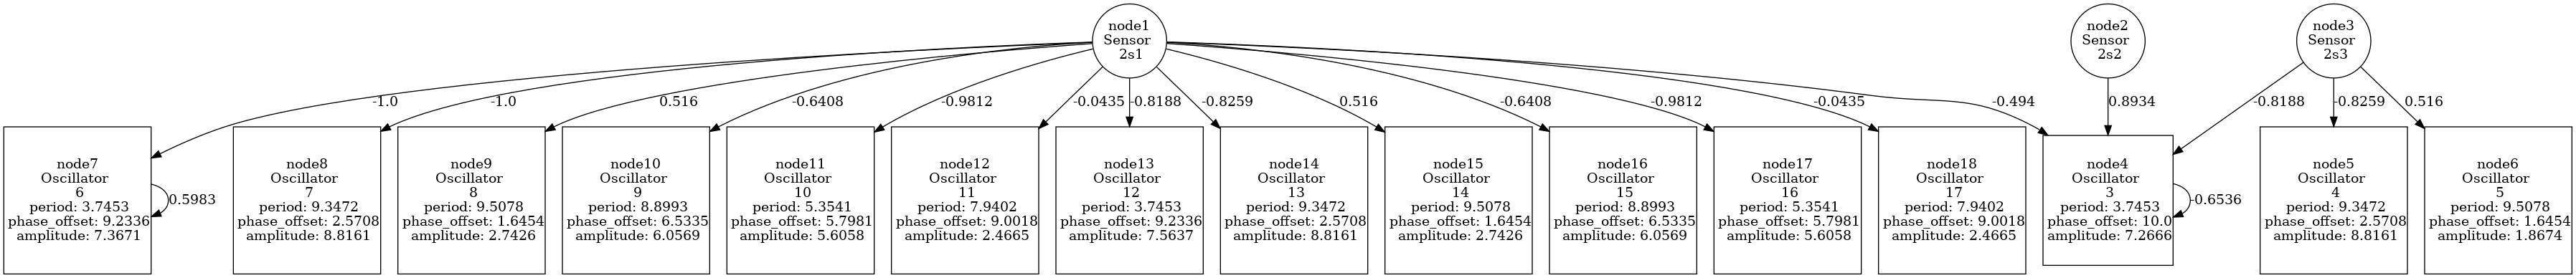 node1
Sensor
2s1
node2
Sensor
2s2
node3
Sensor
2s3
-1.0
-1.0
0.516
-0.6408
-0.9812
-0.0435
-0.8188
-0.8259
0.516
-0.6408
-0.9812
-0.0435
-0.494
0.8934
-0.8188
-0.8259
0.516
node7
Oscillator
6
period: 3.7453
phase_offset: 9.2336
amplitude: 7.3671
0.5983
node8
Oscillator
7
period: 9.3472
phase_offset: 2.5708
amplitude: 8.8161
node9
Oscillator
8
period: 9.5078
phase_offset: 1.6454
amplitude: 2.7426
node10
Oscillator
9
period: 8.8993
phase_offset: 6.5335
amplitude: 6.0569
node11
Oscillator
10
period: 5.3541
phase_offset: 5.7981
amplitude: 5.6058
node12
Oscillator
11
period: 7.9402
phase_offset: 9.0018
amplitude: 2.4665
node13
Oscillator
12
period: 3.7453
phase_offset: 9.2336
amplitude: 7.5637
node14
Oscillator
13
period: 9.3472
phase_offset: 2.5708
amplitude: 8.8161
node15
Oscillator
14
period: 9.5078
phase_offset: 1.6454
amplitude: 2.7426
node16
Oscillator
15
period: 8.8993
phase_offset: 6.5335
amplitude: 6.0569
node17
Oscillator
16
period: 5.3541
phase_offset: 5.7981
amplitude: 5.6058
node18
Oscillator
17
period: 7.9402
phase_offset: 9.0018
amplitude: 2.4665
node4
Oscillator
3
period: 3.7453
phase_offset: 10.0
amplitude: 7.2666
-0.6536
node5
Oscillator
4
period: 9.3472
phase_offset: 2.5708
amplitude: 8.8161
node6
Oscillator
5
period: 9.5078
phase_offset: 1.6454
amplitude: 1.8674